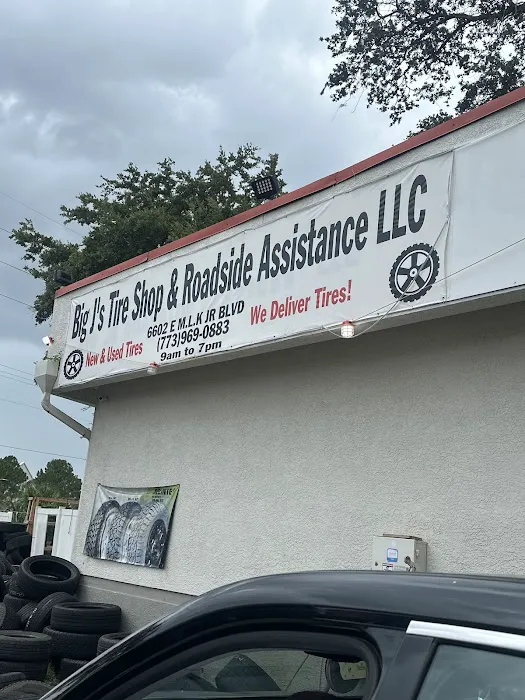 Big J's Tire Shop & Roadside Assistance LLC
6602 E M.L.K JR BLVD
New & Used Tires
(773)969-0883
We Deliver Tires!
9am to 7pm